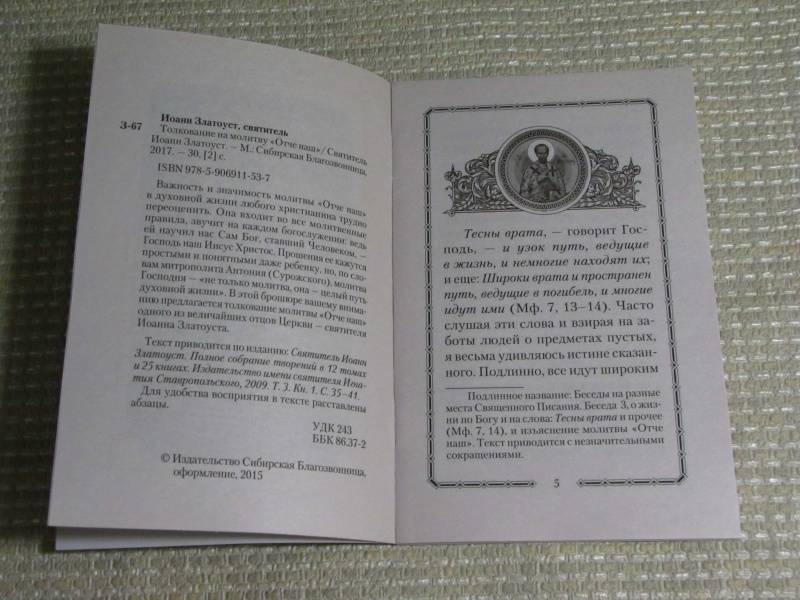 Иоанн Златоуст, святитель
З-67 Толкование на молитву «Отче наш» / Святитель
Иоанн Златоуст. – М.: Сибирская Благозвонница,
2017. – 30, [2] с.
ISBN 978-5-906911-53-7
Важность и значимость молитвы «Отче наш»
в духовной жизни любого христианина трудно
переоценить. Она входит во все молитвенные
правила, звучит на каждом богослужении: ведь
ей научил нас Сам Бог, ставший Человеком, –
Господь наш Иисус Христос. Прошения ее кажутся
простыми и понятными даже ребенку, но, по сло-
вам митрополита Антония (Сурожского), молитва
Господня – «не только молитва, она – целый путь
духовной жизни». В этой брошюре вашему внима-
нию предлагается толкование молитвы «Отче наш»
одного из величайших отцов Церкви – святителя
Иоанна Златоуста.
Текст приводится по изданию: Святитель Иоанн
Златоуст. Полное собрание творений в 12 томах
и 25 книгах. Издательство имени святителя Игна-
тия Ставропольского, 2009. Т. 3. Кн. 1. С. 35–41.
Для удобства восприятия в тексте расставлены
абзацы.
УДК 243
ББК 86.37-2
© Издательство Сибирская Благозвонница,
оформление, 2015
Тесны врата, – говорит Гос-
подь, – и узок путь, ведущие
в жизнь, и немногие находят их;
и еще: Широки врата и пространен
путь, ведущие в погибель, и многие
идут ими (Мф. 7, 13–14). Часто
слушая эти слова и взирая на за-
боты людей о предметах пустых,
я весьма удивляюсь истине сказан-
ного. Подлинно, все идут широким
Подлинное название: Беседы на разные
места Священного Писания. Беседа 3, о жиз-
ни по Богу и на слова: Тесны врата и прочее
(Мф. 7, 14), и изъяснение молитвы «Отче
наш». Текст приводится с незначительными
сокращениями.
5